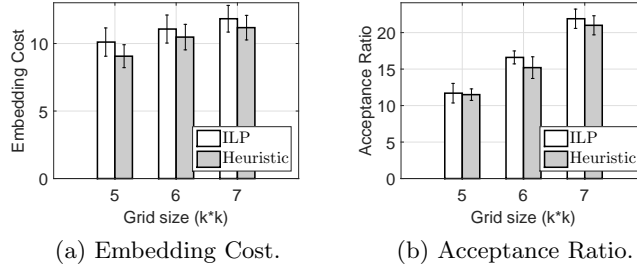 10
5
0
Embedding Cost
ILP
Heuristic
5 6 7
Grid size (k*k)
(a) Embedding Cost.
20
15
10
5
0
Acceptance Ratio
ILP
Heuristic
5 6 7
Grid size (k*k)
(b) Acceptance Ratio.